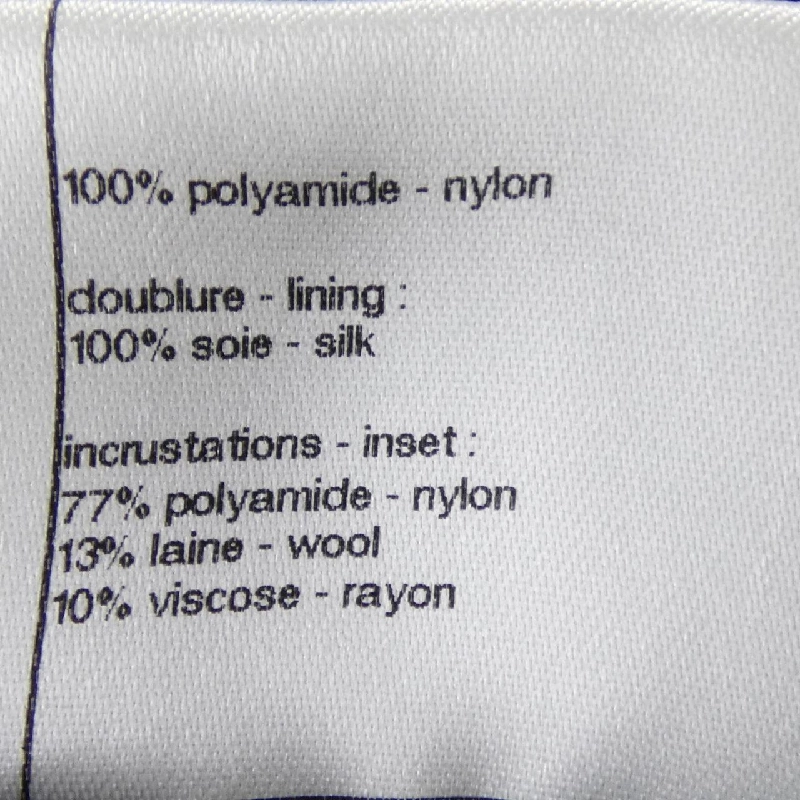 100% polyamide - nylon
doublure - lining :
100% soie - silk
incrustations - inset :
77% polyamide - nylon
13% laine - wool
10% viscose - rayon